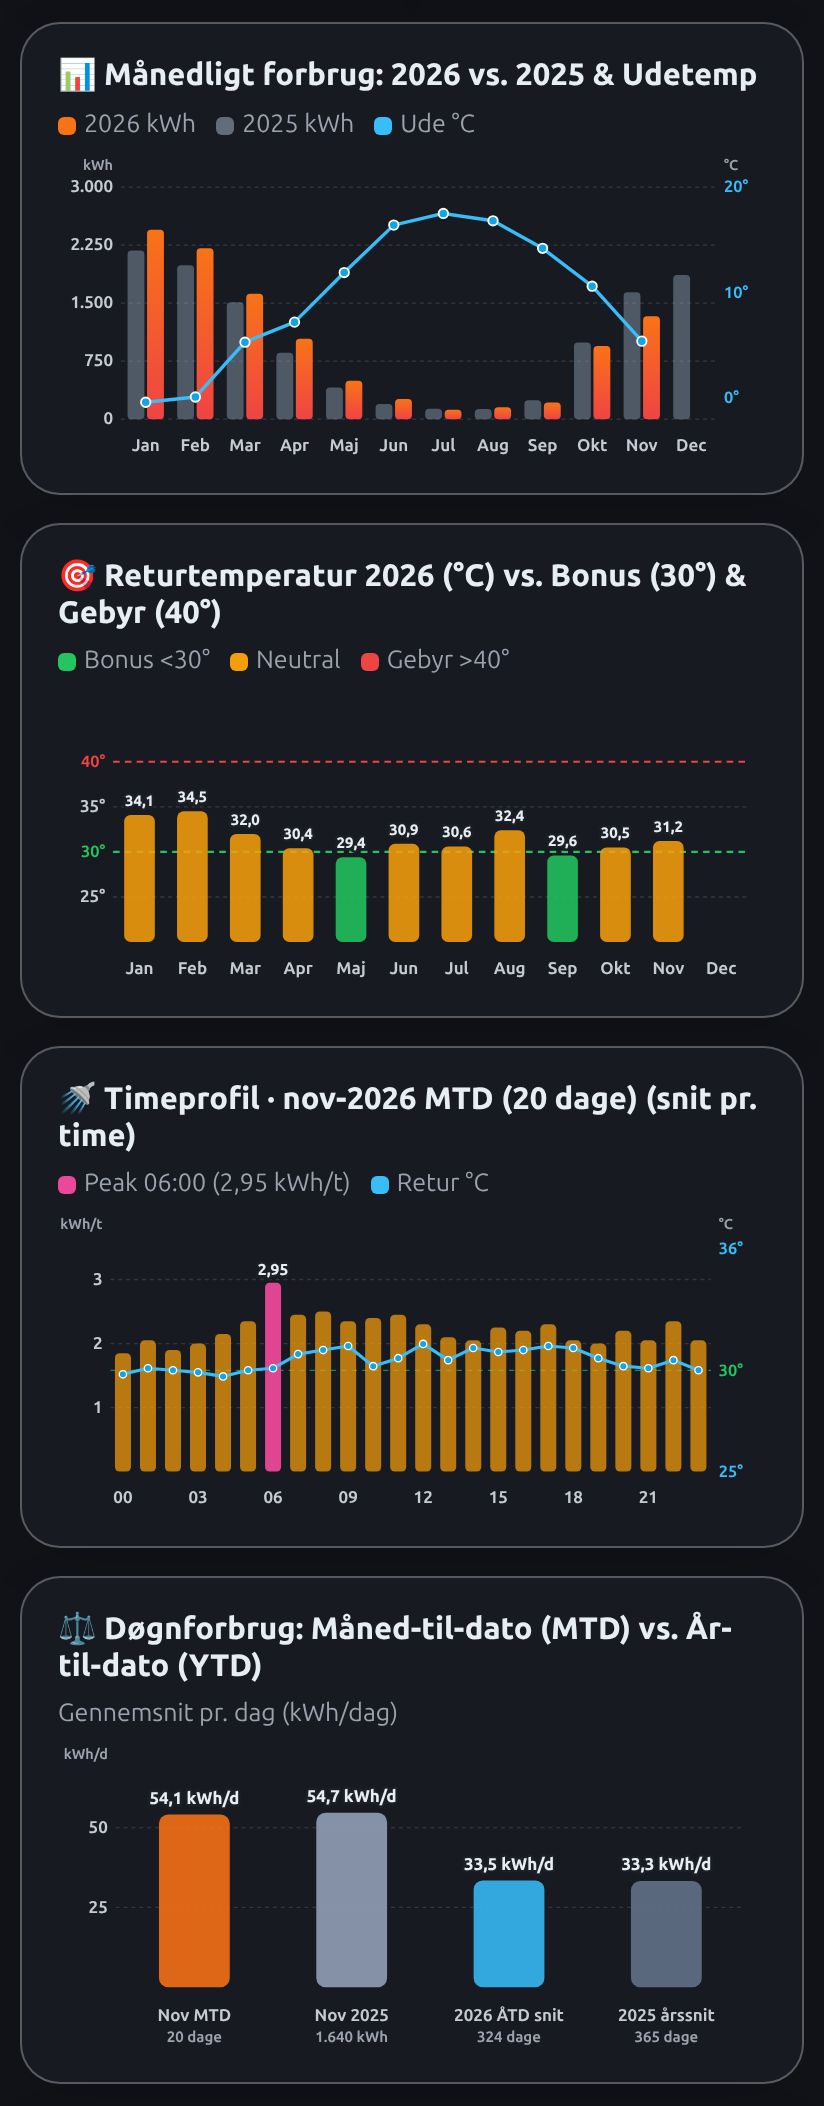 📊 Månedligt forbrug: 2026 vs. 2025 & Udetemp
2026 kWh 2025 kWh Ude °C
kWh °C
3.000 20°
2.250
1.500 10°
750
0 0°
Jan Feb Mar Apr Maj Jun Jul Aug Sep Okt Nov Dec
🎯 Returtemperatur 2026 (°C) vs. Bonus (30°) &
Gebyr (40°)
Bonus <30° Neutral Gebyr >40°
40°
35°
30°
25°
34,1 34,5 32,0 30,4 29,4 30,9 30,6 32,4 29,6 30,5 31,2
Jan Feb Mar Apr Maj Jun Jul Aug Sep Okt Nov Dec
🚿 Timeprofil · nov-2026 MTD (20 dage) (snit pr.
time)
Peak 06:00 (2,95 kWh/t) Retur °C
kWh/t °C
36°
2,95
3
2
30°
1
25°
00 03 06 09 12 15 18 21
⚖️ Døgnforbrug: Måned-til-dato (MTD) vs. År-
til-dato (YTD)
Gennemsnit pr. dag (kWh/dag)
kWh/d
54,1 kWh/d 54,7 kWh/d
50
33,5 kWh/d 33,3 kWh/d
25
Nov MTD Nov 2025 2026 ÅTD snit 2025 årssnit
20 dage 1.640 kWh 324 dage 365 dage